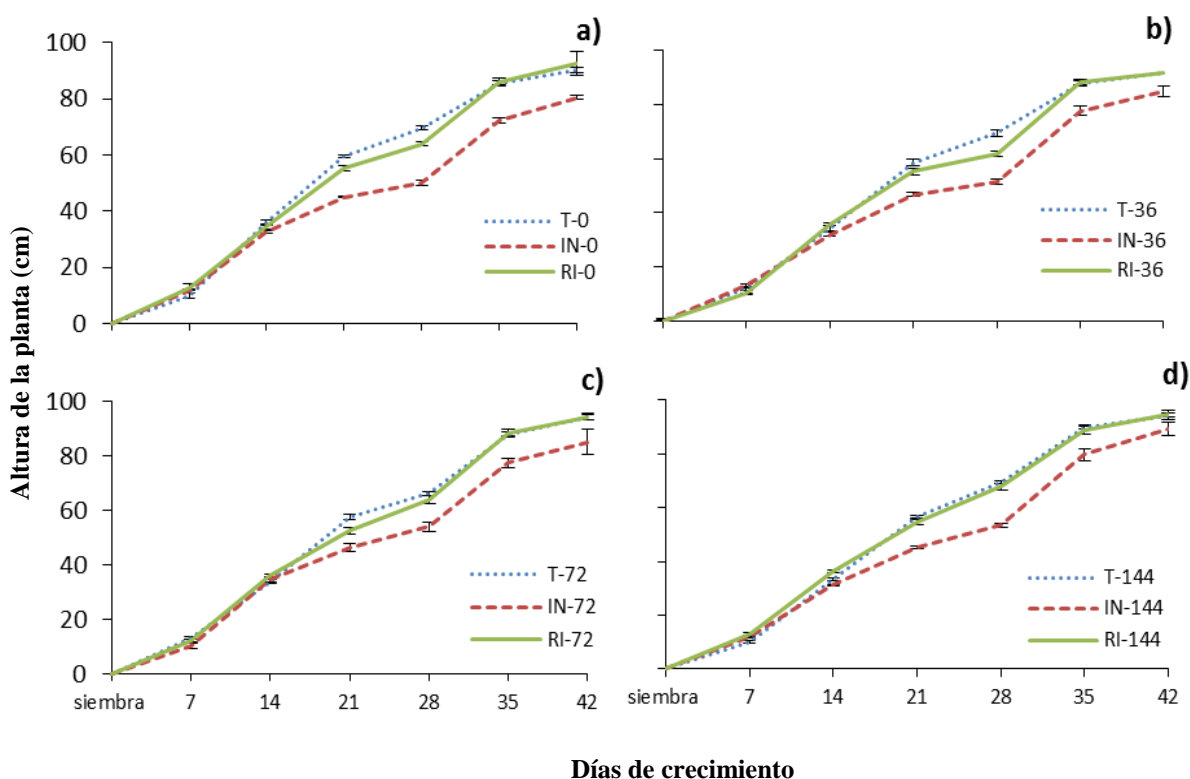 Altura de la planta (cm)
a)
100
80
60
40
20
0
T-0
IN-0
RI-0
b)
T-36
IN-36
RI-36
c)
100
80
60
40
20
0
T-72
IN-72
RI-72
siembra 7 14 21 28 35 42
d)
T-144
IN-144
RI-144
siembra 7 14 21 28 35 42
Días de crecimiento